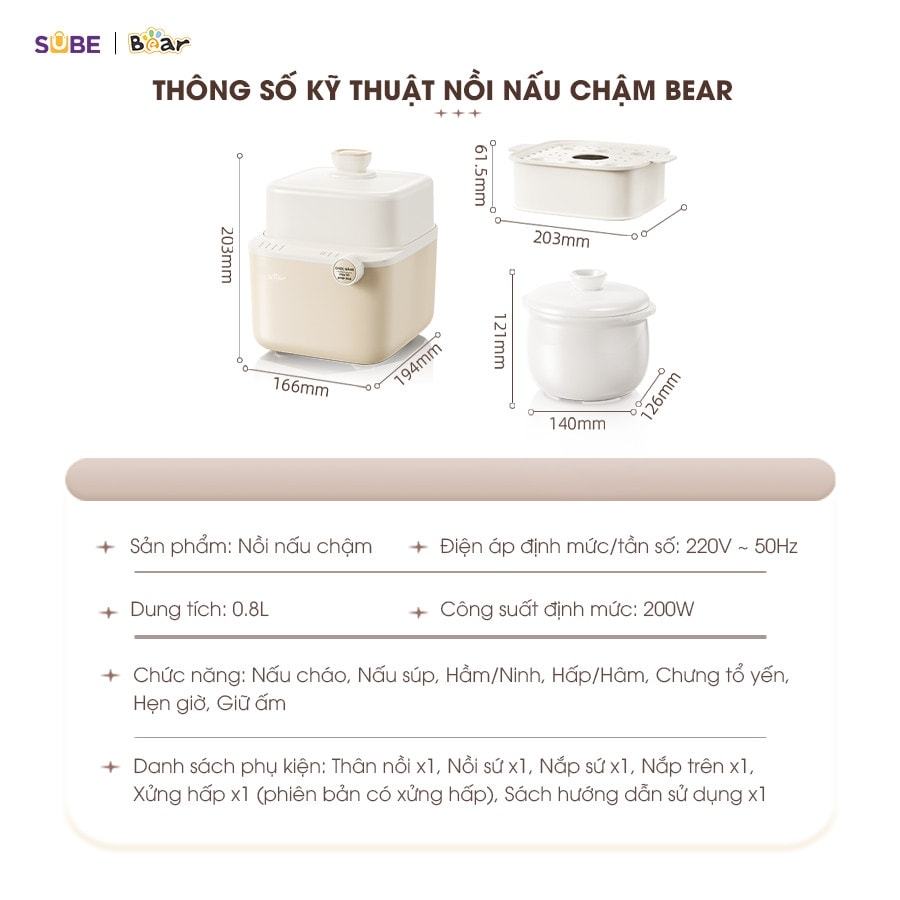 SUBE | Bear
THÔNG SỐ KỸ THUẬT NỒI NẤU CHẬM BEAR
203mm
166mm
194mm
61.5mm
203mm
121mm
140mm
126mm
Bear
CHỨC NĂNG
Sản phẩm: Nồi nấu chậm
Điện áp định mức/tần số: 220V ~ 50Hz
Dung tích: 0.8L
Công suất định mức: 200W
Chức năng: Nấu cháo, Nấu súp, Hầm/Ninh, Hấp/Hâm, Chưng tổ yến,
Hẹn giờ, Giữ ấm
Danh sách phụ kiện: Thân nồi x1, Nồi sứ x1, Nắp sứ x1, Nắp trên x1,
Xửng hấp x1 (phiên bản có xửng hấp), Sách hướng dẫn sử dụng x1